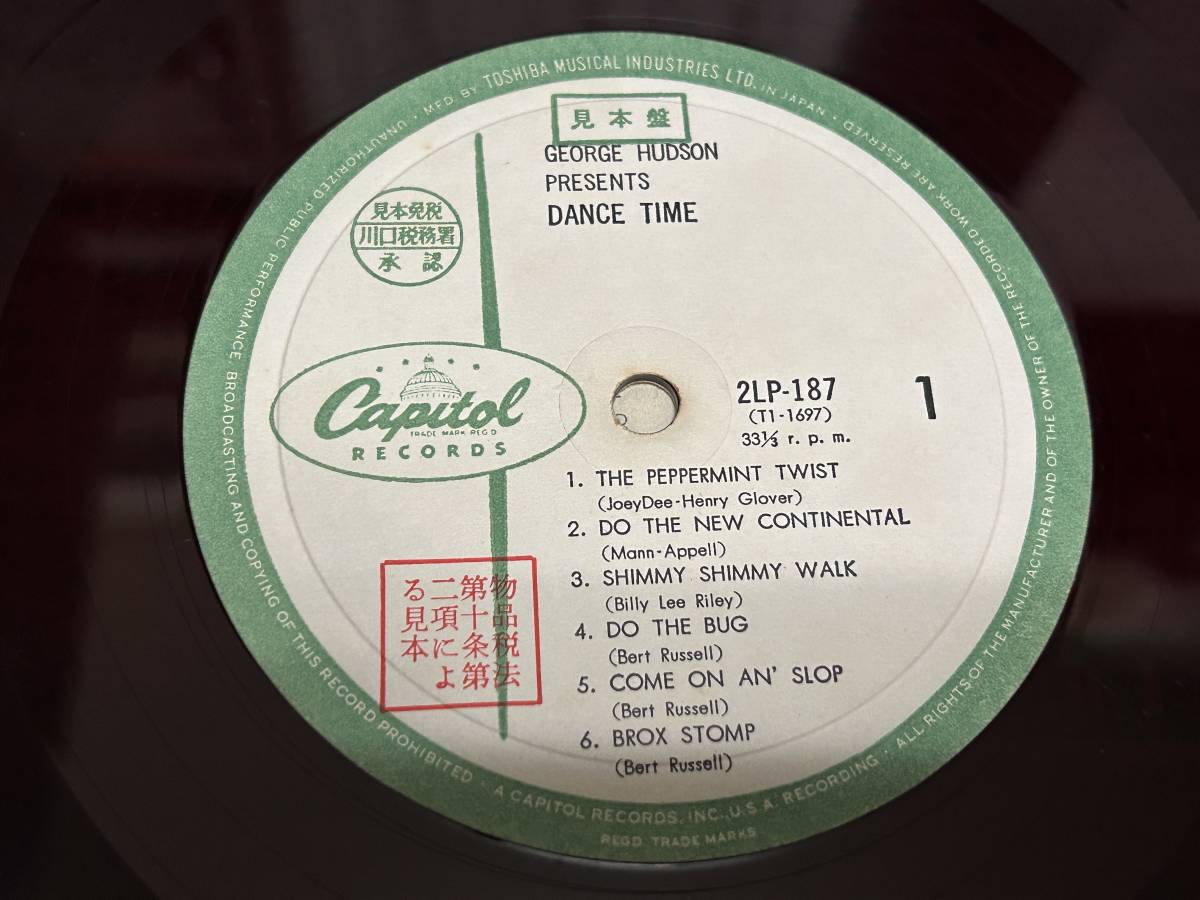 見本盤
GEORGE HUDSON
PRESENTS
DANCE TIME
見本免税
川口税務署
承認
Capitol
TRADE MARK REG'D
RECORDS
2LP-187
(T1-1697)
33⅓ r. p. m.
1
1. THE PEPPERMINT TWIST
(JoeyDee-Henry Glover)
2. DO THE NEW CONTINENTAL
(Mann-Appell)
3. SHIMMY SHIMMY WALK
(Billy Lee Riley)
4. DO THE BUG
(Bert Russell)
5. COME ON AN' SLOP
(Bert Russell)
6. BROX STOMP
(Bert Russell)
物品税法
第十条第
二項によ
る見本
MFD. BY TOSHIBA MUSICAL INDUSTRIES LTD. IN JAPAN · ALL RIGHTS OF THE MANUFACTURER AND OF THE OWNER OF THE RECORDED WORK ARE RESERVED · UNAUTHORIZED PUBLIC PERFORMANCE, BROADCASTING AND COPYING OF THIS RECORD PROHIBITED ·
A CAPITOL RECORDS, INC., U.S.A. RECORDING ·
REGD. TRADE MARKS